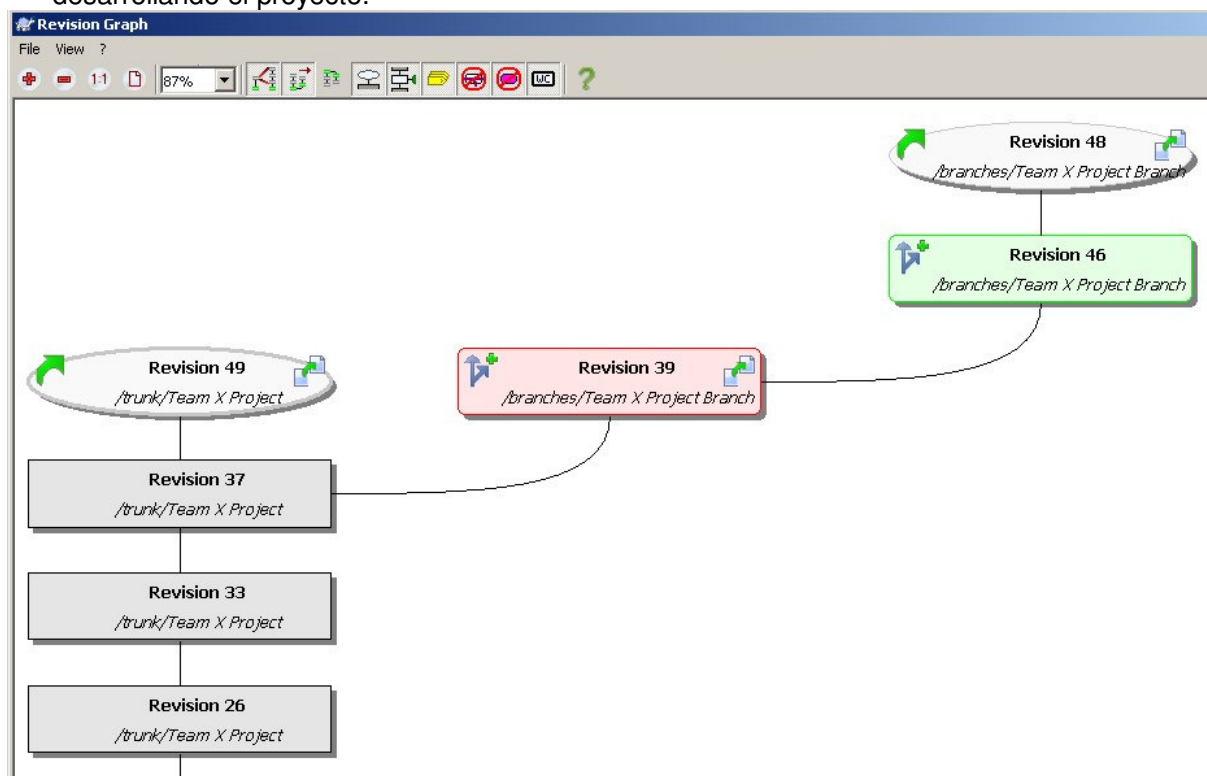 desarrollando el proyecto.
Revision Graph
File View ?
1:1 87% WC ?
Revision 48
/branches/Team X Project Branch
Revision 46
/branches/Team X Project Branch
Revision 49
/trunk/Team X Project
Revision 39
/branches/Team X Project Branch
Revision 37
/trunk/Team X Project
Revision 33
/trunk/Team X Project
Revision 26
/trunk/Team X Project